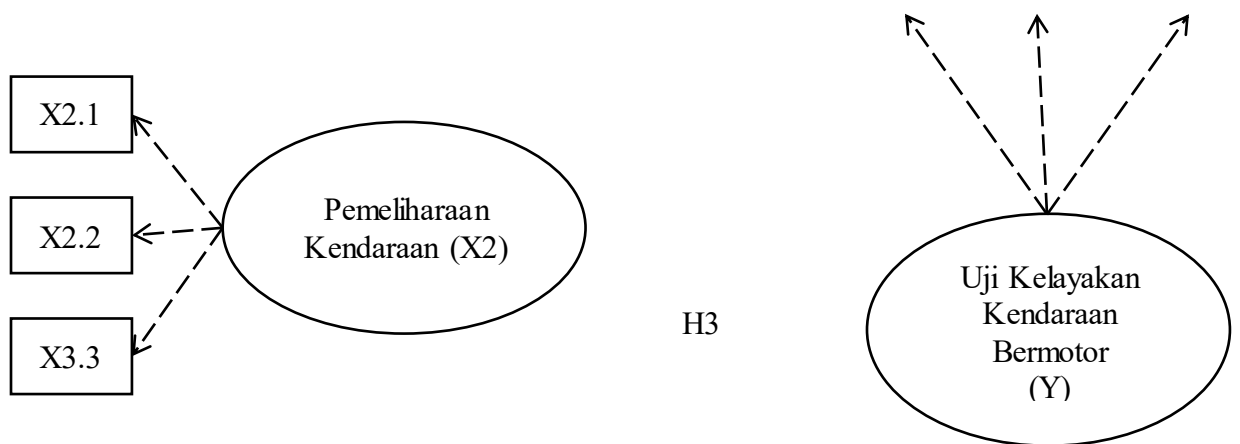 X2.1
X2.2
X3.3
Pemeliharaan
Kendaraan (X2)
H3
Uji Kelayakan
Kendaraan
Bermotor
(Y)